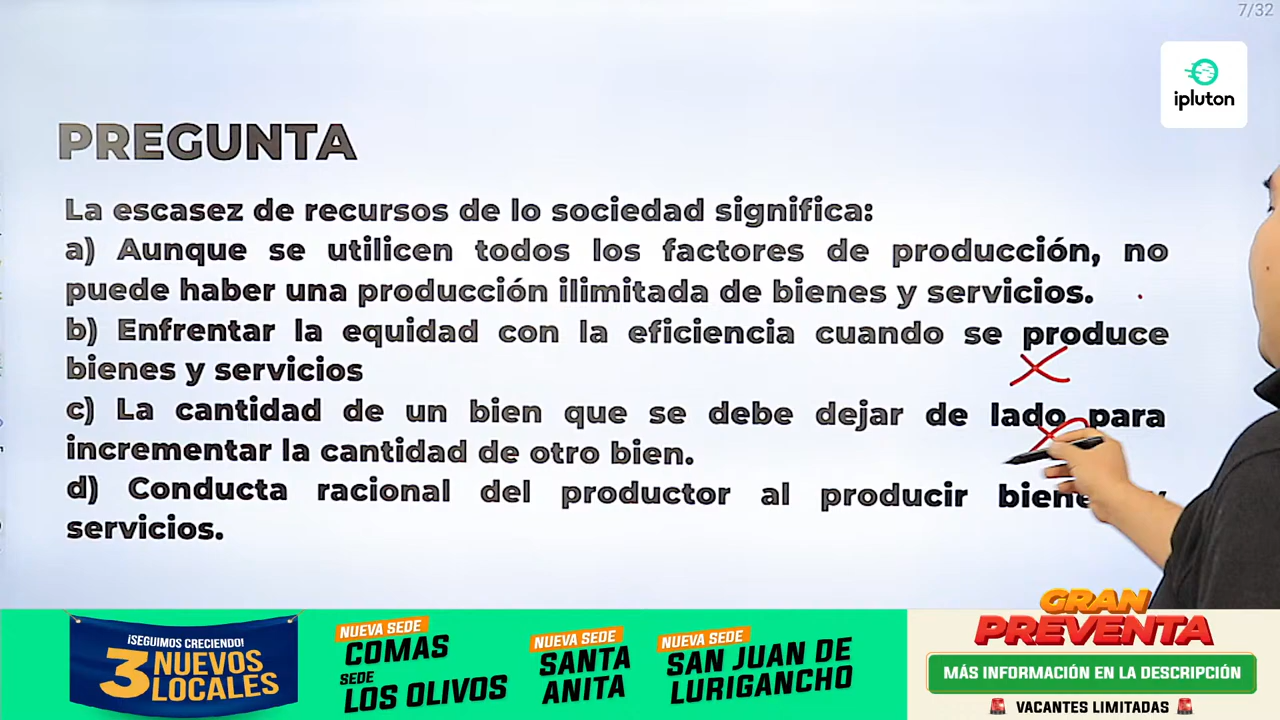 7/32
ipluton
PREGUNTA
La escasez de recursos de lo sociedad significa:
a) Aunque se utilicen todos los factores de producción, no
puede haber una producción ilimitada de bienes y servicios.
b) Enfrentar la equidad con la eficiencia cuando se produce
bienes y servicios
c) La cantidad de un bien que se debe dejar de lado para
incrementar la cantidad de otro bien.
d) Conducta racional del productor al producir
servicios.
¡SEGUIMOS CRECIENDO!
3 NUEVOS
LOCALES
NUEVA SEDE
COMAS
SEDE
LOS OLIVOS
NUEVA SEDE
SANTA
ANITA
NUEVA SEDE
SAN JUAN DE
LURIGANCHO
GRAN
PREVENTA
MÁS INFORMACIÓN EN LA DESCRIPCIÓN
VACANTES LIMITADAS